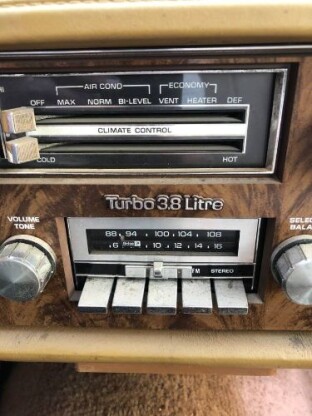 AIR COND ECONOMY
OFF MAX NORM BI-LEVEL VENT HEATER DEF
CLIMATE CONTROL
COLD HOT
Turbo 3.8 Litre
VOLUME
TONE
88 94 100 104 108
6 7 10 12 14 16
FM STEREO